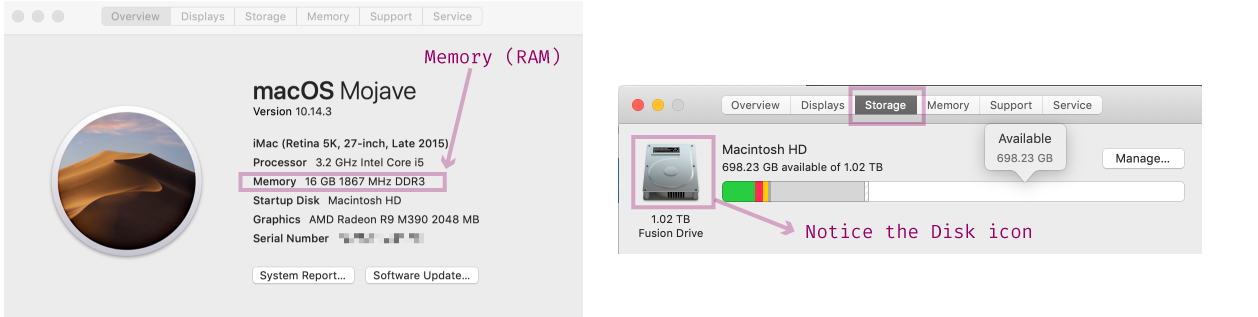 Overview Displays Storage Memory Support Service
Memory (RAM)
macOS Mojave
Version 10.14.3
iMac (Retina 5K, 27-inch, Late 2015)
Processor 3.2 GHz Intel Core i5
Memory 16 GB 1867 MHz DDR3
Startup Disk Macintosh HD
Graphics AMD Radeon R9 M390 2048 MB
Serial Number
System Report... Software Update...
Overview Displays Storage Memory Support Service
Available
698.23 GB
Macintosh HD
698.23 GB available of 1.02 TB
Manage...
1.02 TB
Fusion Drive
Notice the Disk icon